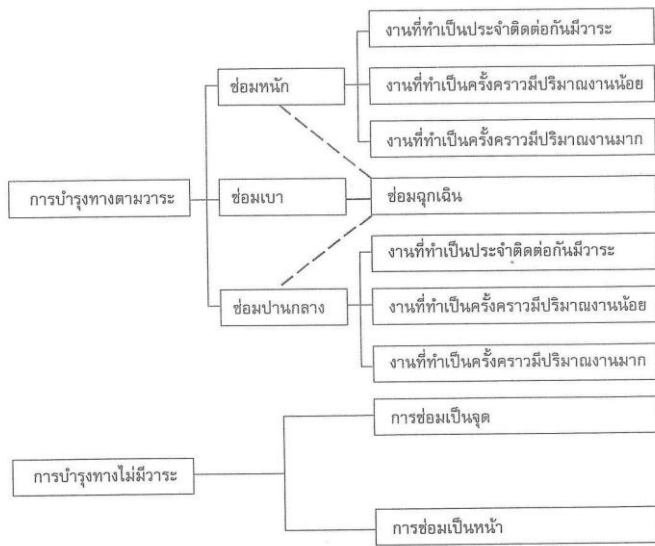 งานที่ทำเป็นประจำติดต่อกันมีวาระ
ซ่อมหนัก
งานที่ทำเป็นครั้งคราวมีปริมาณงานน้อย
งานที่ทำเป็นครั้งคราวมีปริมาณงานมาก
การบำรุงทางตามวาระ
ซ่อมเบา
ซ่อมฉุกเฉิน
งานที่ทำเป็นประจำติดต่อกันมีวาระ
ซ่อมปานกลาง
งานที่ทำเป็นครั้งคราวมีปริมาณงานน้อย
งานที่ทำเป็นครั้งคราวมีปริมาณงานมาก
การซ่อมเป็นจุด
การบำรุงทางไม่มีวาระ
การซ่อมเป็นหน้า